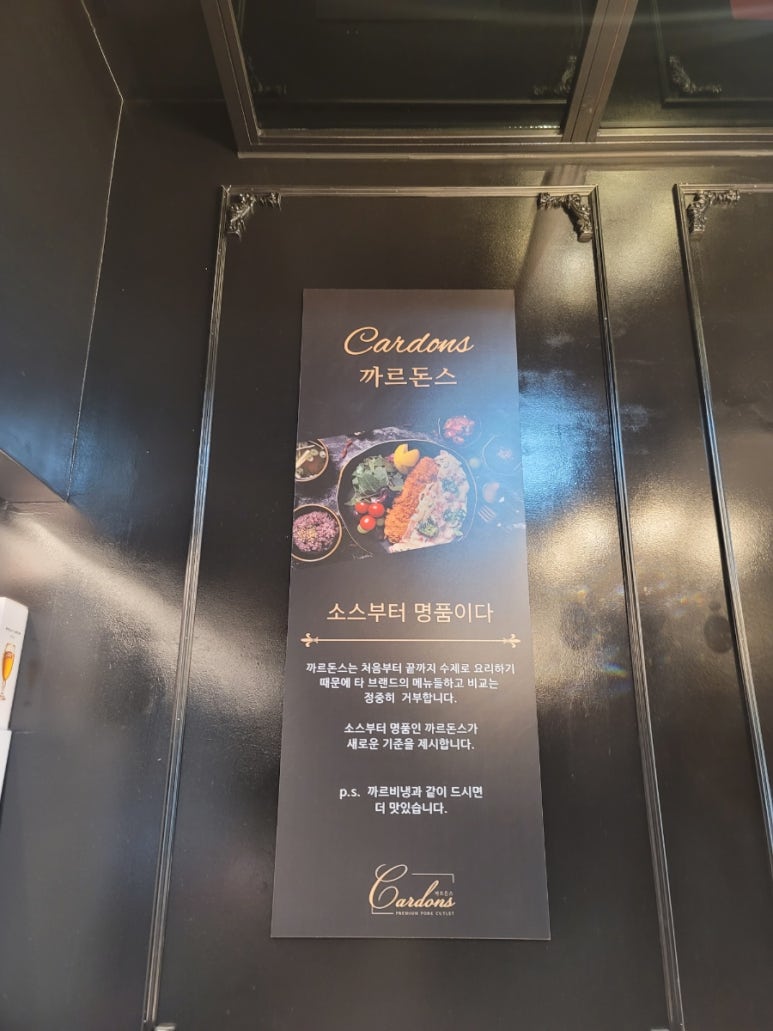 Cardons
까르돈스
소스부터 명품이다
까르돈스는 처음부터 끝까지 수제로 요리하기
때문에 타 브랜드의 메뉴들하고 비교는
정중히 거부합니다.
소스부터 명품인 까르돈스가
새로운 기준을 제시합니다.
p.s. 까르비냉과 같이 드시면
더 맛있습니다.
Cardons
PREMIUM PORK CUTLET